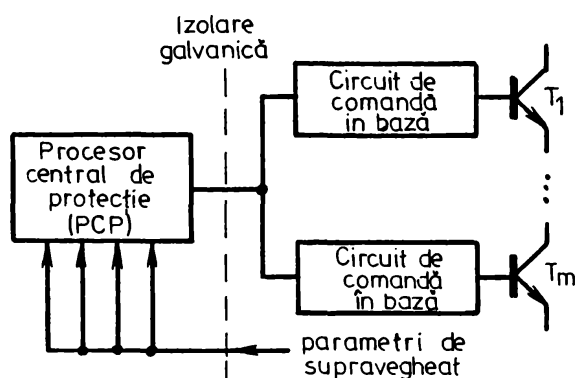 Izolare
galvanică
Procesor
central de
protecție
(PCP)
Circuit de
comandă
in bază
T1
Circuit de
comandă
în bază
Tm
parametri de
supravegheat